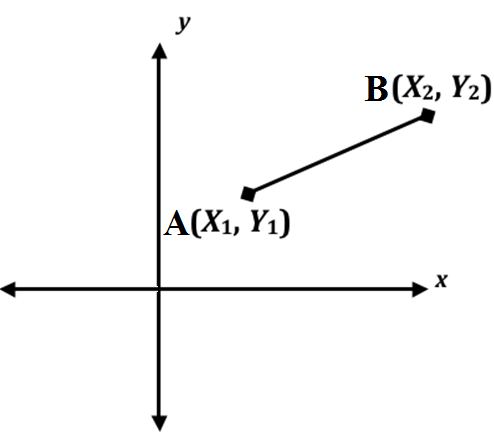 y
B(X₂, Y₂)
A(X₁, Y₁)
x